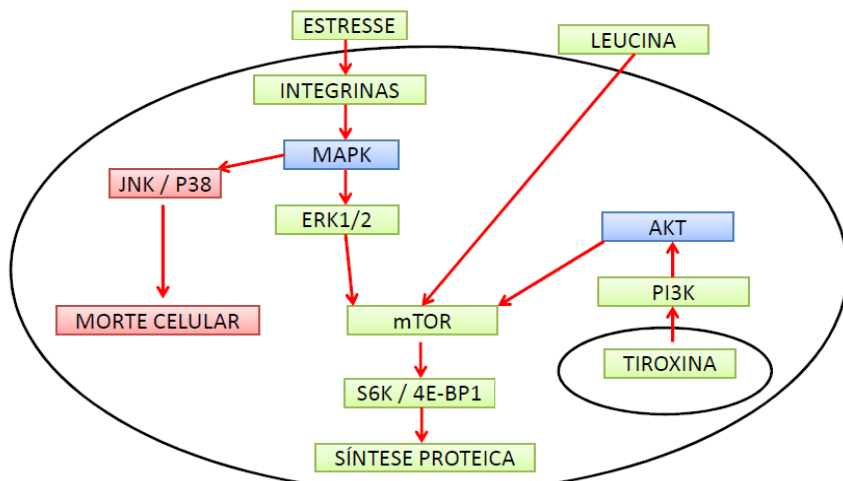 ESTRESSE
LEUCINA
INTEGRINAS
MAPK
JNK / P38
ERK1/2
AKT
PI3K
MORTE CELULAR
mTOR
TIROXINA
S6K / 4E-BP1
SÍNTESE PROTEICA